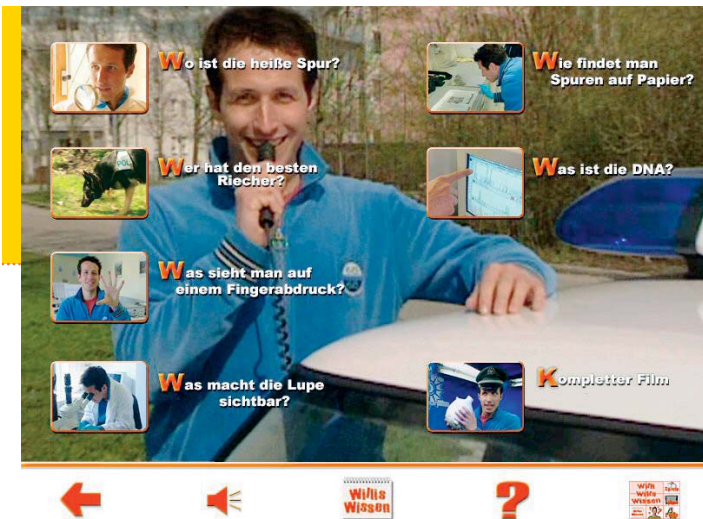 Wo ist die heiße Spur?
Wer hat den besten
Riecher?
Was sieht man auf
einem Fingerabdruck?
Was macht die Lupe
sichtbar?
Wie findet man
Spuren auf Papier?
Was ist die DNA?
Kompletter Film
Willis
Wissen
?